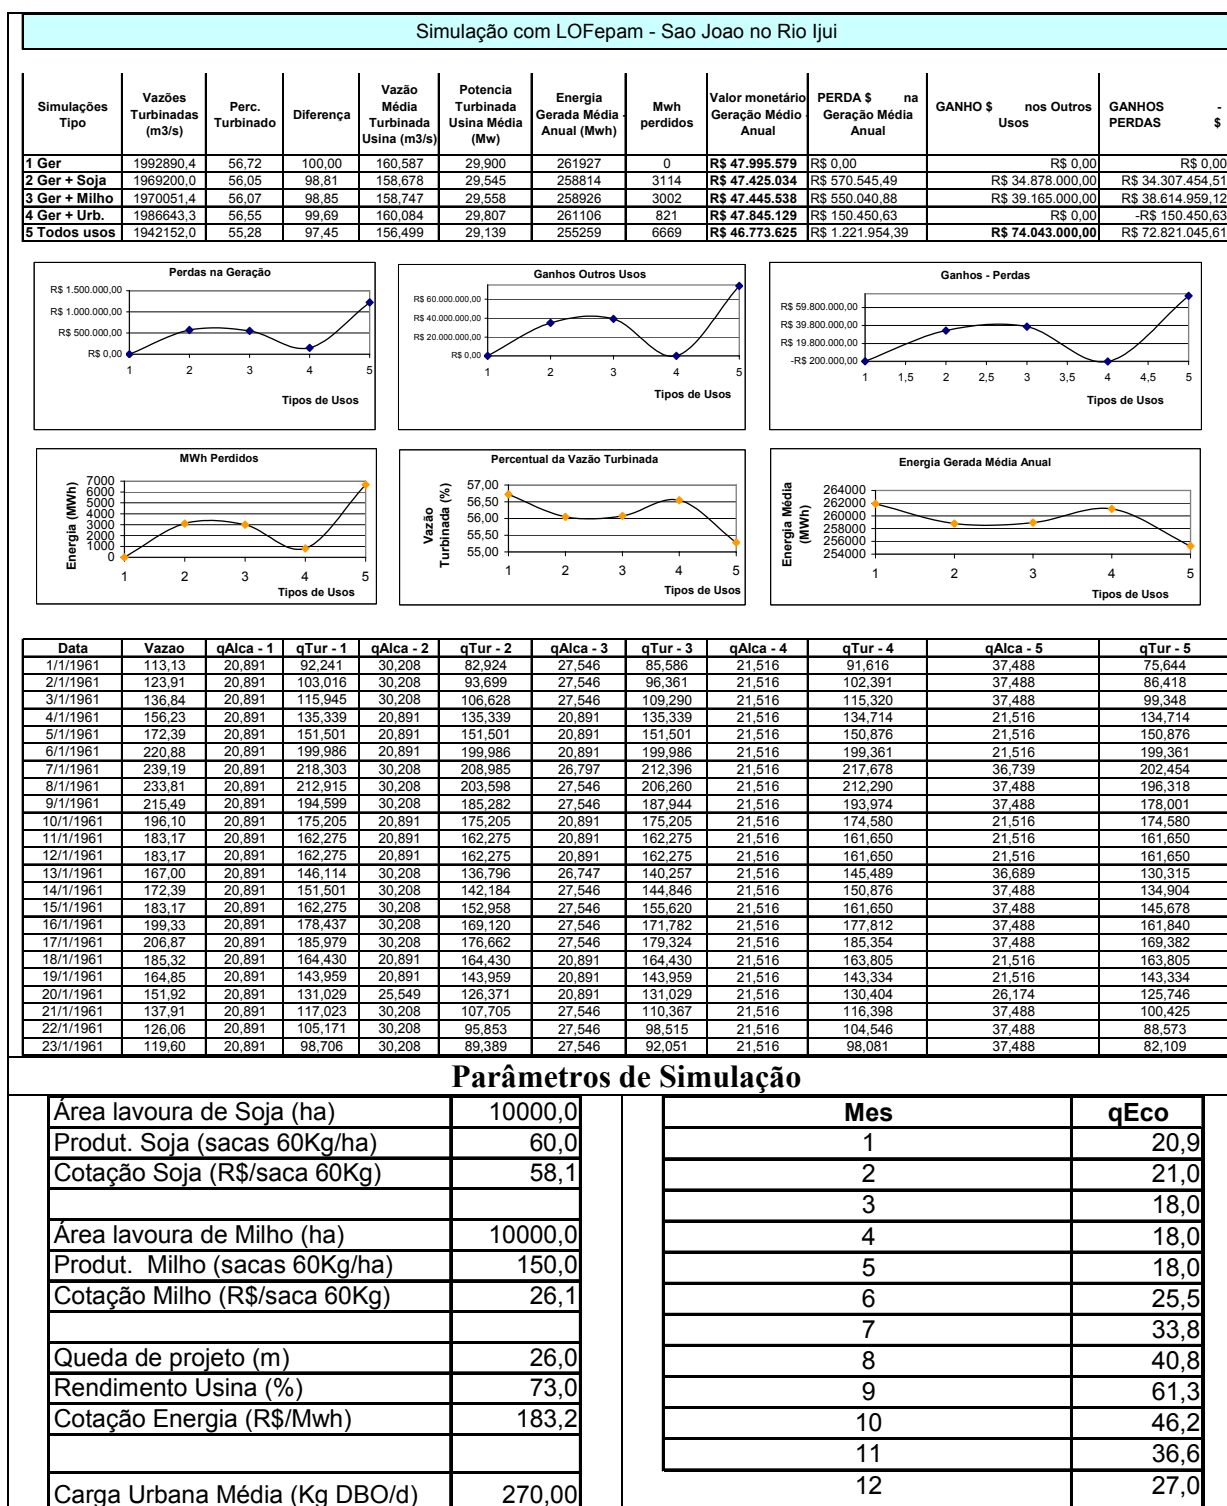 Simulação com LOFepam - Sao Joao no Rio Ijui
Simulações Tipo | Vazões Turbinadas (m3/s) | Perc. Turbinado | Diferença | Vazão Média Turbinada Usina (m3/s) | Potencia Turbinada Usina Média (Mw) | Energia Gerada Média - Anual (Mwh) | Mwh perdidos | Valor monetário Geração Médio - Anual | PERDA $ na Geração Média Anual | GANHO $ nos Outros Usos | GANHOS - PERDAS $
1 Ger | 1992890,4 | 56,72 | 100,00 | 160,587 | 29,900 | 261927 | 0 | R$ 47.995.579 | R$ 0,00 | R$ 0,00 | R$ 0,00
2 Ger + Soja | 1969200,0 | 56,05 | 98,81 | 158,678 | 29,545 | 258814 | 3114 | R$ 47.425.034 | R$ 570.545,49 | R$ 34.878.000,00 | R$ 34.307.454,51
3 Ger + Milho | 1970051,4 | 56,07 | 98,85 | 158,747 | 29,558 | 258926 | 3002 | R$ 47.445.538 | R$ 550.040,88 | R$ 39.165.000,00 | R$ 38.614.959,12
4 Ger + Urb. | 1986643,3 | 56,55 | 99,69 | 160,084 | 29,807 | 261106 | 821 | R$ 47.845.129 | R$ 150.450,63 | R$ 0,00 | -R$ 150.450,63
5 Todos usos | 1942152,0 | 55,28 | 97,45 | 156,499 | 29,139 | 255259 | 6669 | R$ 46.773.625 | R$ 1.221.954,39 | R$ 74.043.000,00 | R$ 72.821.045,61
Perdas na Geração
R$ 1.500.000,00
R$ 1.000.000,00
R$ 500.000,00
R$ 0,00
1 2 3 4 5
Tipos de Usos
Ganhos Outros Usos
R$ 60.000.000,00
R$ 40.000.000,00
R$ 20.000.000,00
R$ 0,00
1 2 3 4 5
Tipos de Usos
Ganhos - Perdas
R$ 59.800.000,00
R$ 39.800.000,00
R$ 19.800.000,00
-R$ 200.000,00
1 1,5 2 2,5 3 3,5 4 4,5 5
Tipos de Usos
MWh Perdidos
Energia (MWh)
7000
6000
5000
4000
3000
2000
1000
0
1 2 3 4 5
Tipos de Usos
Percentual da Vazão Turbinada
Vazão Turbinada (%)
57,00
56,50
56,00
55,50
55,00
1 2 3 4 5
Tipos de Usos
Energia Gerada Média Anual
Energia Média (MWh)
264000
260000
258000
256000
254000
1 2 3 4 5
Tipos de Usos
Data | Vazao | qAlca - 1 | qTur - 1 | qAlca - 2 | qTur - 2 | qAlca - 3 | qTur - 3 | qAlca - 4 | qTur - 4 | qAlca - 5 | qTur - 5
1/1/1961 | 113,13 | 20,891 | 92,241 | 30,208 | 82,924 | 27,546 | 85,586 | 21,516 | 91,616 | 37,488 | 75,644
2/1/1961 | 123,91 | 20,891 | 103,016 | 30,208 | 93,699 | 27,546 | 96,361 | 21,516 | 102,391 | 37,488 | 86,418
3/1/1961 | 136,84 | 20,891 | 115,945 | 30,208 | 106,628 | 27,546 | 109,290 | 21,516 | 115,320 | 37,488 | 99,348
4/1/1961 | 156,23 | 20,891 | 135,339 | 20,891 | 135,339 | 20,891 | 135,339 | 21,516 | 134,714 | 21,516 | 134,714
5/1/1961 | 172,39 | 20,891 | 151,501 | 20,891 | 151,501 | 20,891 | 151,501 | 21,516 | 150,876 | 21,516 | 150,876
6/1/1961 | 220,88 | 20,891 | 199,986 | 20,891 | 199,986 | 20,891 | 199,986 | 21,516 | 199,361 | 21,516 | 199,361
7/1/1961 | 239,19 | 20,891 | 218,303 | 30,208 | 208,985 | 26,797 | 212,396 | 21,516 | 217,678 | 36,739 | 202,454
8/1/1961 | 233,81 | 20,891 | 212,915 | 30,208 | 203,598 | 27,546 | 206,260 | 21,516 | 212,290 | 37,488 | 196,318
9/1/1961 | 215,49 | 20,891 | 194,599 | 30,208 | 185,282 | 27,546 | 187,944 | 21,516 | 193,974 | 37,488 | 178,001
10/1/1961 | 196,10 | 20,891 | 175,205 | 20,891 | 175,205 | 20,891 | 175,205 | 21,516 | 174,580 | 21,516 | 174,580
11/1/1961 | 183,17 | 20,891 | 162,275 | 20,891 | 162,275 | 20,891 | 162,275 | 21,516 | 161,650 | 21,516 | 161,650
12/1/1961 | 183,17 | 20,891 | 162,275 | 20,891 | 162,275 | 20,891 | 162,275 | 21,516 | 161,650 | 21,516 | 161,650
13/1/1961 | 167,00 | 20,891 | 146,114 | 30,208 | 136,796 | 26,747 | 140,257 | 21,516 | 145,489 | 36,689 | 130,315
14/1/1961 | 172,39 | 20,891 | 151,501 | 30,208 | 142,184 | 27,546 | 144,846 | 21,516 | 150,876 | 37,488 | 134,904
15/1/1961 | 183,17 | 20,891 | 162,275 | 30,208 | 152,958 | 27,546 | 155,620 | 21,516 | 161,650 | 37,488 | 145,678
16/1/1961 | 199,33 | 20,891 | 178,437 | 30,208 | 169,120 | 27,546 | 171,782 | 21,516 | 177,812 | 37,488 | 161,840
17/1/1961 | 206,87 | 20,891 | 185,979 | 30,208 | 176,662 | 27,546 | 179,324 | 21,516 | 185,354 | 37,488 | 169,382
18/1/1961 | 185,32 | 20,891 | 164,430 | 20,891 | 164,430 | 20,891 | 164,430 | 21,516 | 163,805 | 21,516 | 163,805
19/1/1961 | 164,85 | 20,891 | 143,959 | 20,891 | 143,959 | 20,891 | 143,959 | 21,516 | 143,334 | 21,516 | 143,334
20/1/1961 | 151,92 | 20,891 | 131,029 | 25,549 | 126,371 | 20,891 | 131,029 | 21,516 | 130,404 | 26,174 | 125,746
21/1/1961 | 137,91 | 20,891 | 117,023 | 30,208 | 107,705 | 27,546 | 110,367 | 21,516 | 116,398 | 37,488 | 100,425
22/1/1961 | 126,06 | 20,891 | 105,171 | 30,208 | 95,853 | 27,546 | 98,515 | 21,516 | 104,546 | 37,488 | 88,573
23/1/1961 | 119,60 | 20,891 | 98,706 | 30,208 | 89,389 | 27,546 | 92,051 | 21,516 | 98,081 | 37,488 | 82,109
Parâmetros de Simulação
Área lavoura de Soja (ha) | 10000,0
Produt. Soja (sacas 60Kg/ha) | 60,0
Cotação Soja (R$/saca 60Kg) | 58,1
Área lavoura de Milho (ha) | 10000,0
Produt. Milho (sacas 60Kg/ha) | 150,0
Cotação Milho (R$/saca 60Kg) | 26,1
Queda de projeto (m) | 26,0
Rendimento Usina (%) | 73,0
Cotação Energia (R$/Mwh) | 183,2
Carga Urbana Média (Kg DBO/d) | 270,00
Mes | qEco
1 | 20,9
2 | 21,0
3 | 18,0
4 | 18,0
5 | 18,0
6 | 25,5
7 | 33,8
8 | 40,8
9 | 61,3
10 | 46,2
11 | 36,6
12 | 27,0